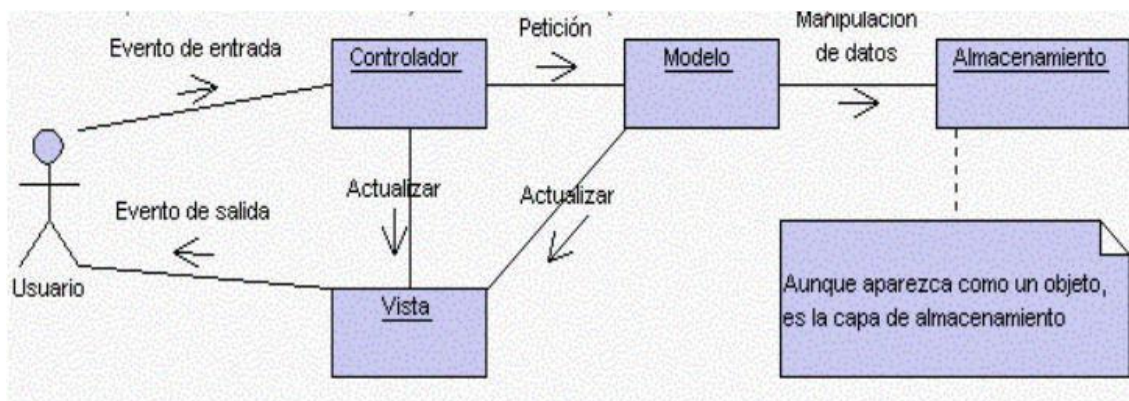 Evento de entrada
Controlador
Petición
Modelo
Manipulación
de datos
Almacenamiento
Actualizar
Actualizar
Evento de salida
Usuario
Vista
Aunque aparezca como un objeto,
es la capa de almacenamiento